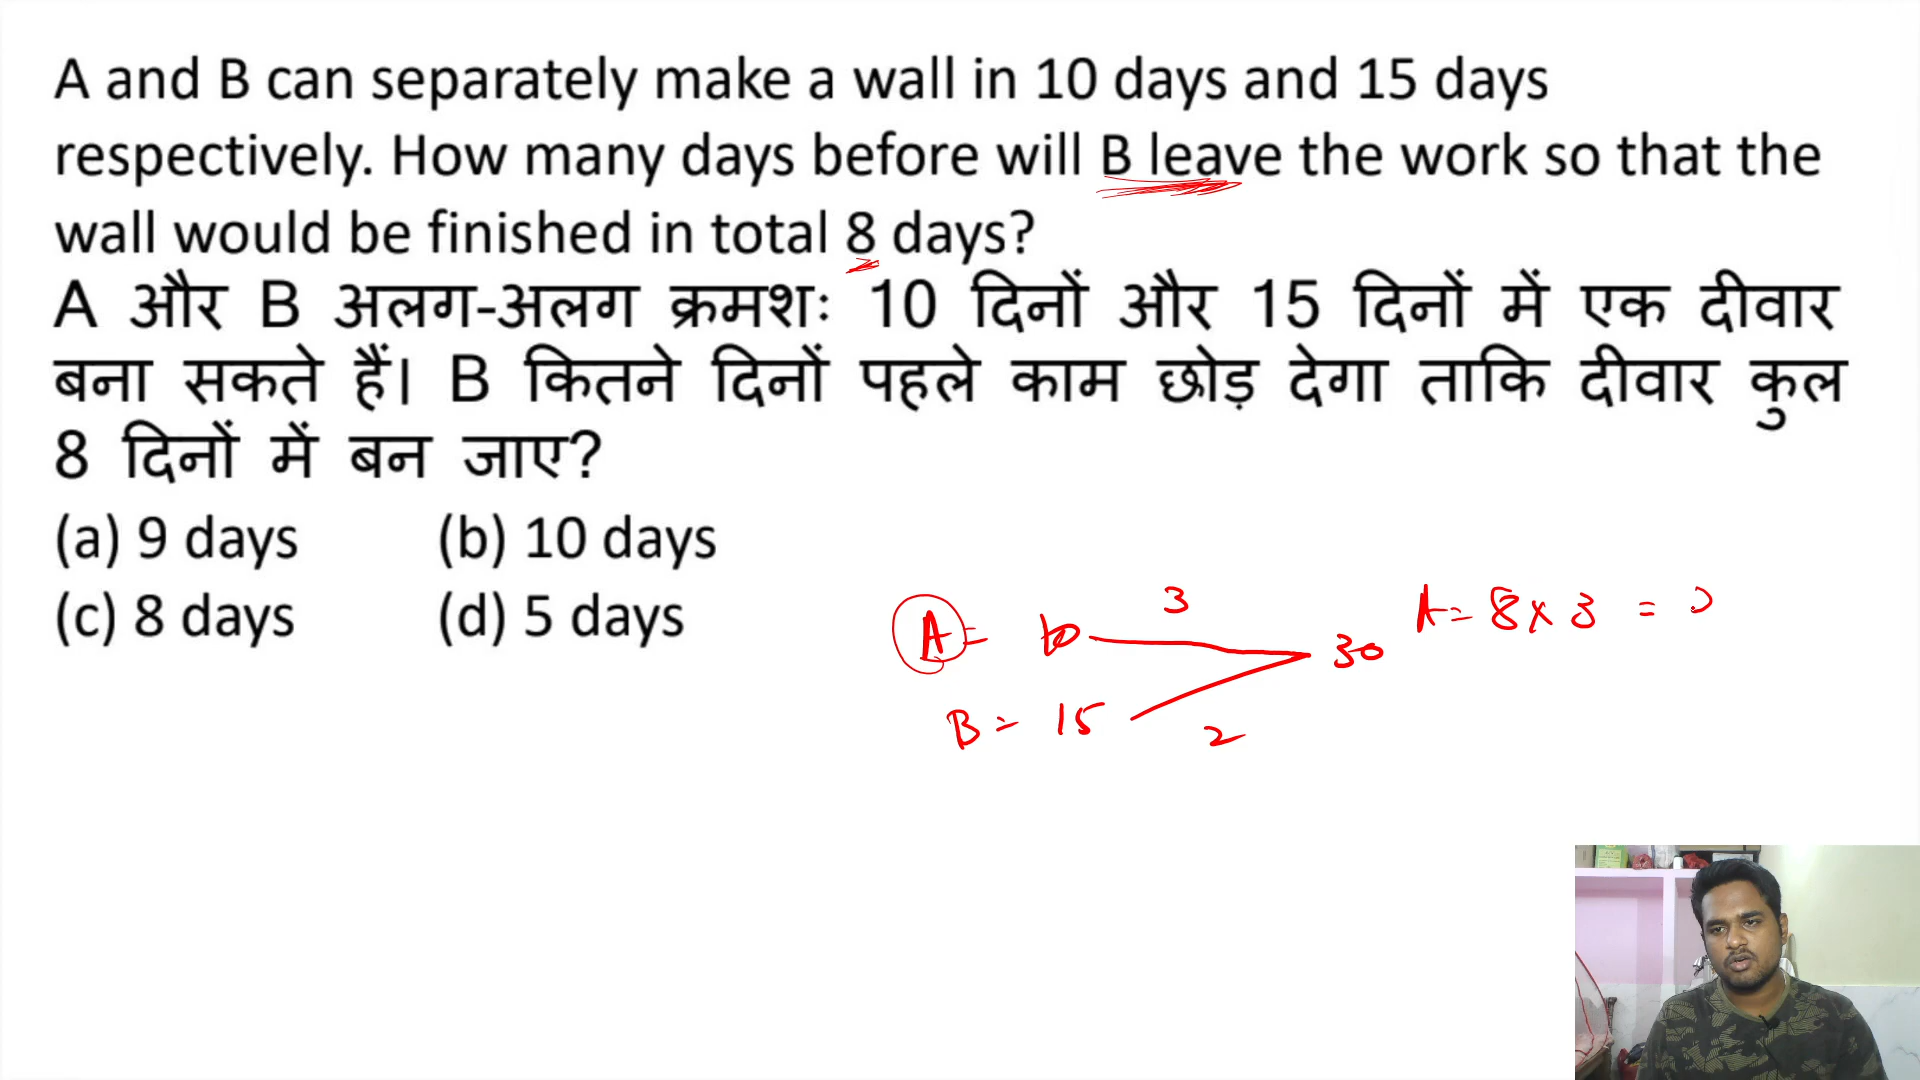 A and B can separately make a wall in 10 days and 15 days
respectively. How many days before will B leave the work so that the
wall would be finished in total 8 days?
A और B अलग-अलग क्रमशः 10 दिनों और 15 दिनों में एक दीवार
बना सकते हैं। B कितने दिनों पहले काम छोड़ देगा ताकि दीवार कुल
8 दिनों में बन जाए?
(a) 9 days (b) 10 days
(c) 8 days (d) 5 days
A = 10 3 30 A = 8 × 3 =
B = 15 2